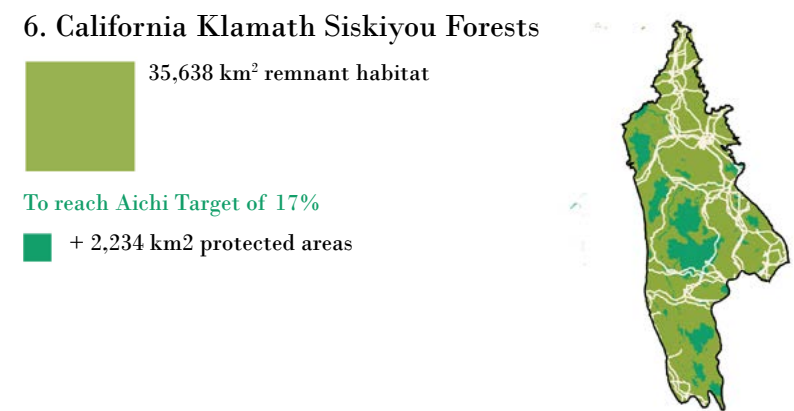 6. California Klamath Siskiyou Forests
35,638 km² remnant habitat
To reach Aichi Target of 17%
+ 2,234 km2 protected areas